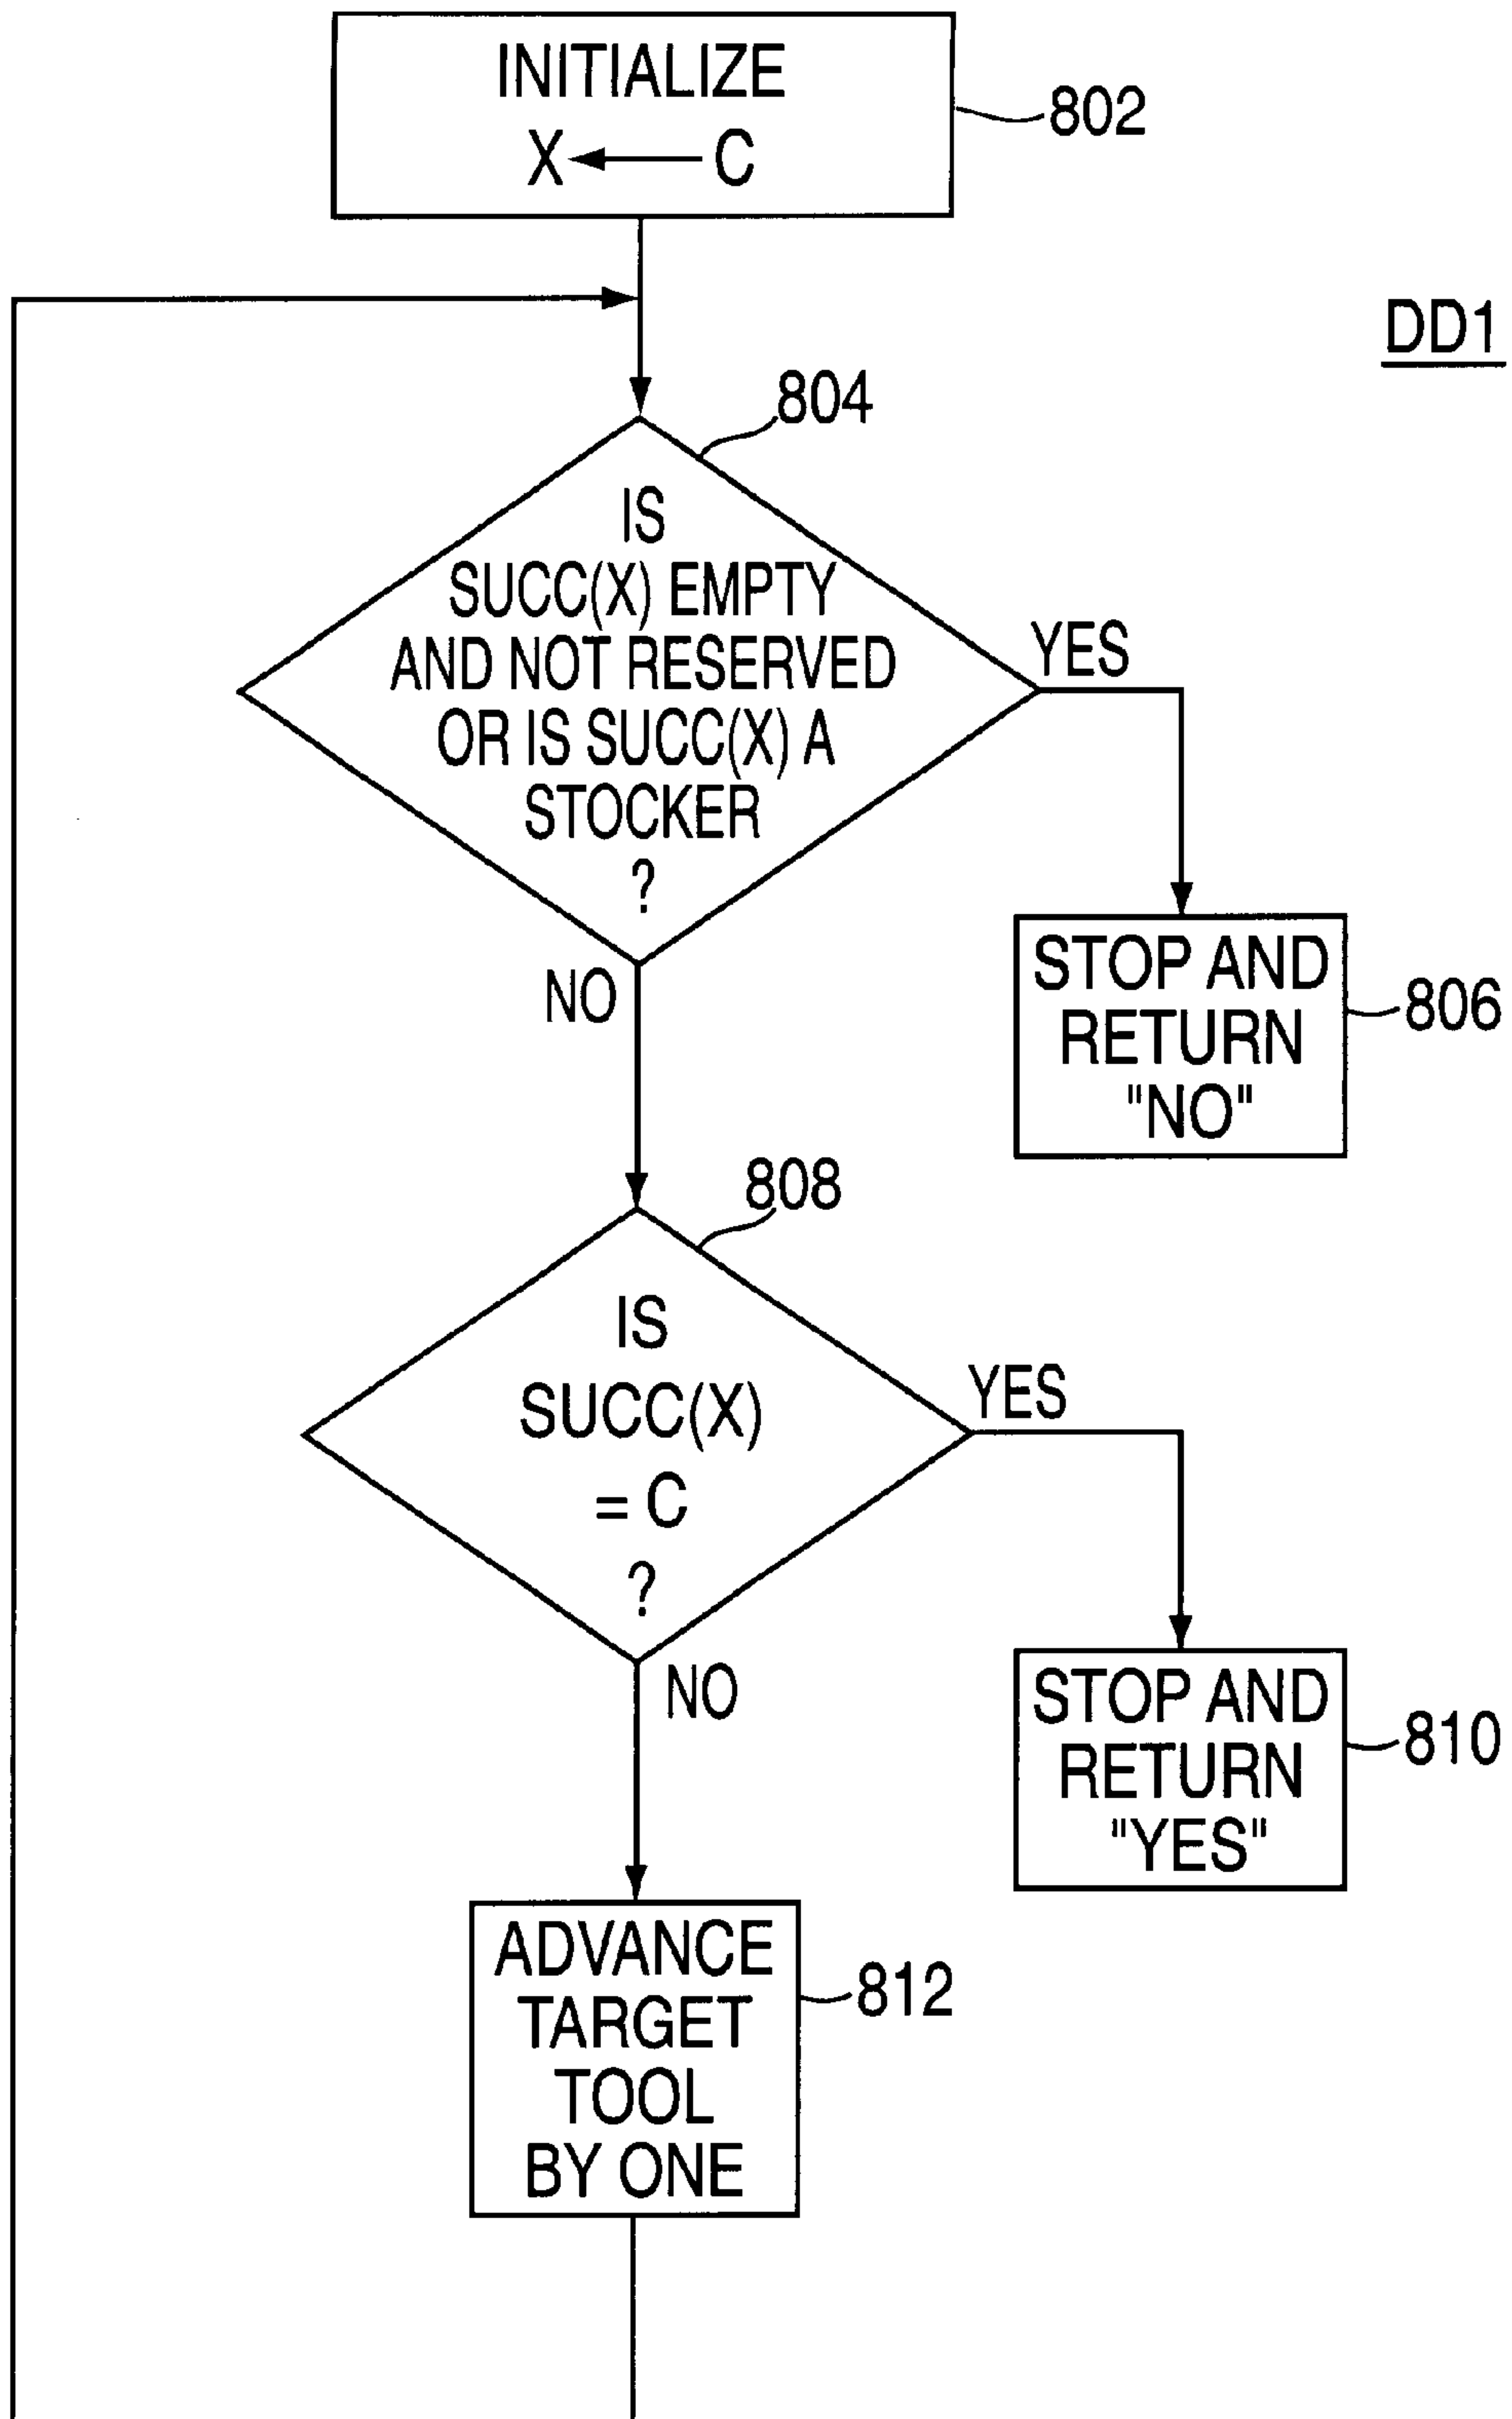 INITIALIZE
X ← C
802
DD1
804
IS
SUCC(X) EMPTY
AND NOT RESERVED
OR IS SUCC(X) A
STOCKER
?
YES
NO
STOP AND
RETURN
"NO"
806
808
IS
SUCC(X)
= C
?
YES
NO
STOP AND
RETURN
"YES"
810
ADVANCE
TARGET
TOOL
BY ONE
812